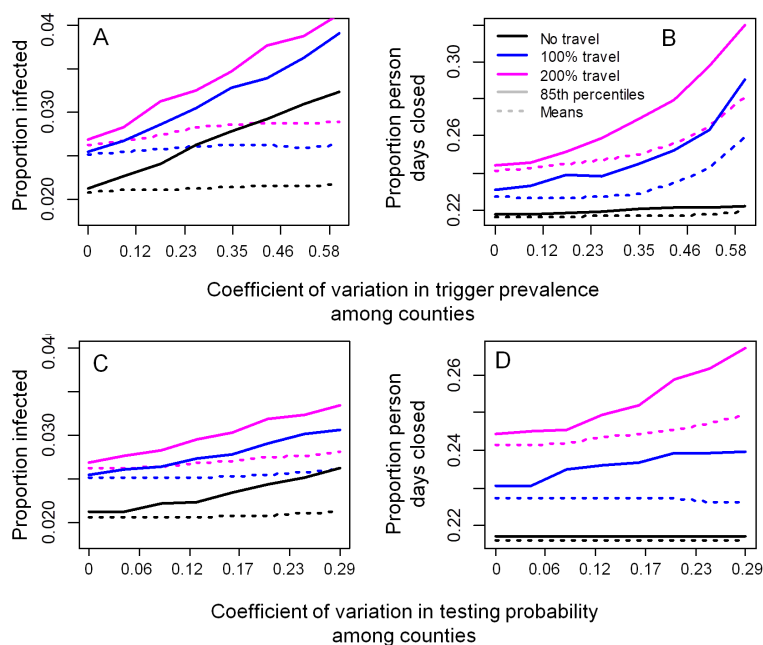 A
Proportion infected
0.020
0.030
0.04
0
0.12
0.23
0.35
0.46
0.58
B
Proportion person
days closed
0.22
0.26
0.30
No travel
100% travel
200% travel
85th percentiles
Means
0
0.12
0.23
0.35
0.46
0.58
Coefficient of variation in trigger prevalence
among counties
C
Proportion infected
0.020
0.030
0.04
0
0.06
0.12
0.17
0.23
0.29
D
Proportion person
days closed
0.22
0.24
0.26
0
0.06
0.12
0.17
0.23
0.29
Coefficient of variation in testing probability
among counties